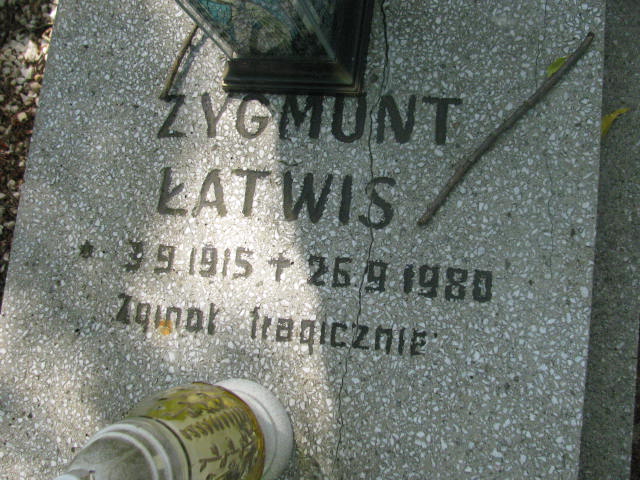 ZYGMUNT
ŁATWIS
* 3.9.1915 † 26.9.1980
Zginął tragicznie